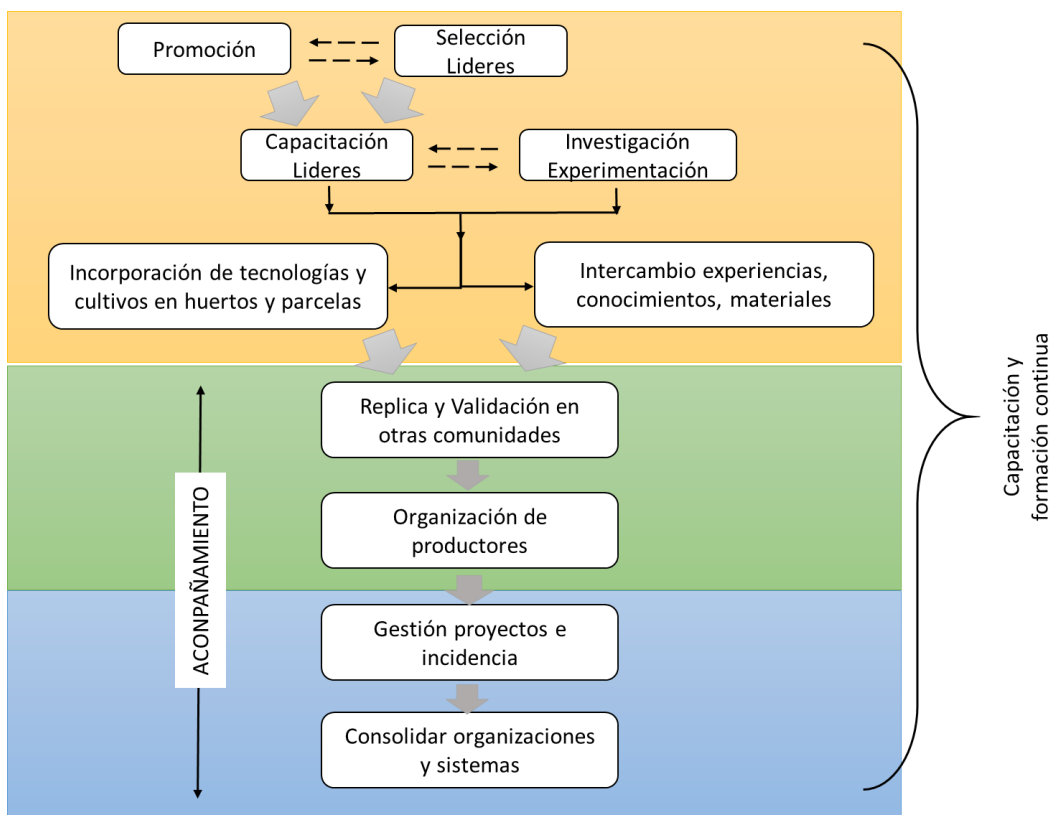 Promoción
Selección
Lideres
Capacitación
Lideres
Investigación
Experimentación
Incorporación de tecnologías y
cultivos en huertos y parcelas
Intercambio experiencias,
conocimientos, materiales
Replica y Validación en
otras comunidades
Organización de
productores
Gestión proyectos e
incidencia
Consolidar organizaciones
y sistemas
ACONPAÑAMIENTO
Capacitación y
formación continua